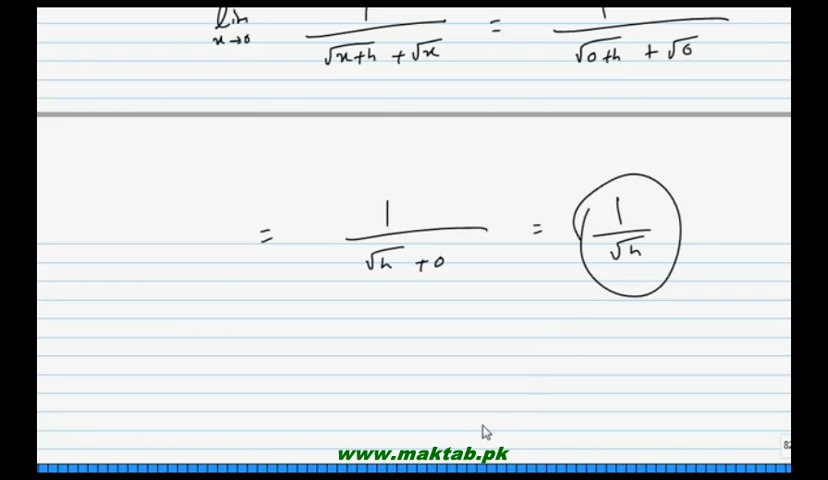 lim x→0 1/(√x+h + √x) = 1/(√0+h + √0)
= 1/(√h + 0) = 1/√h
www.maktab.pk